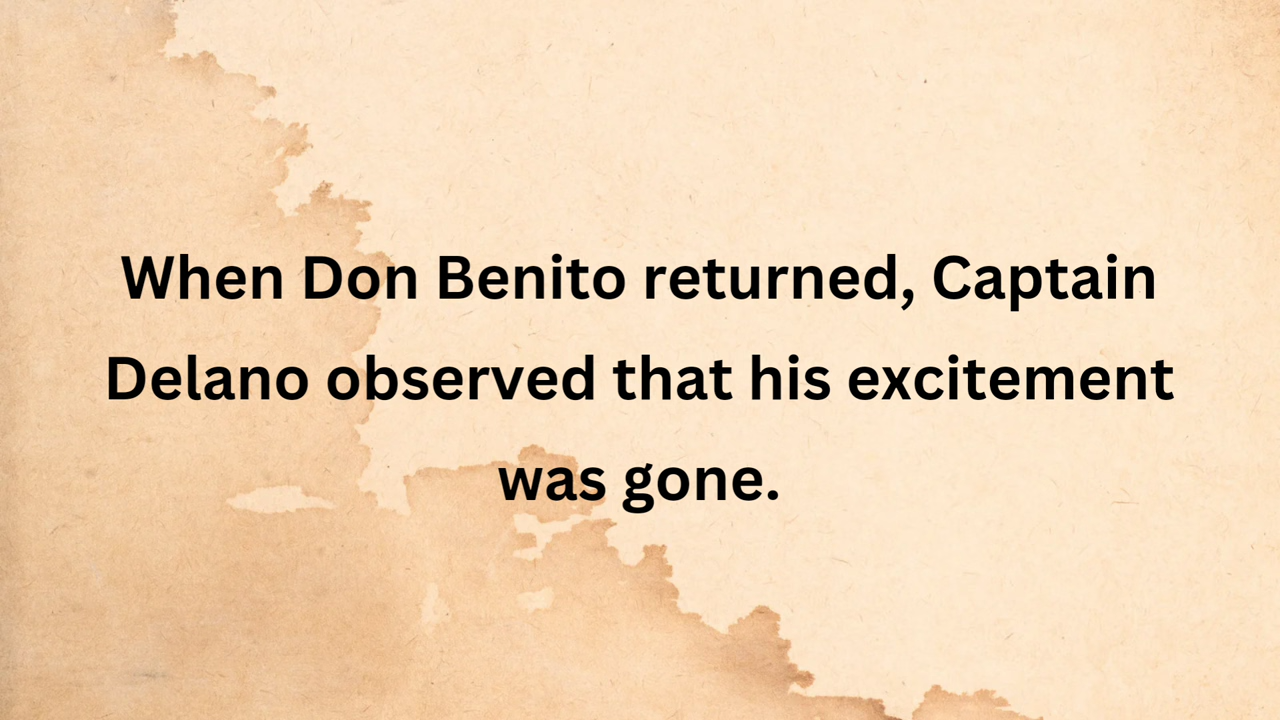 When Don Benito returned, Captain
Delano observed that his excitement
was gone.